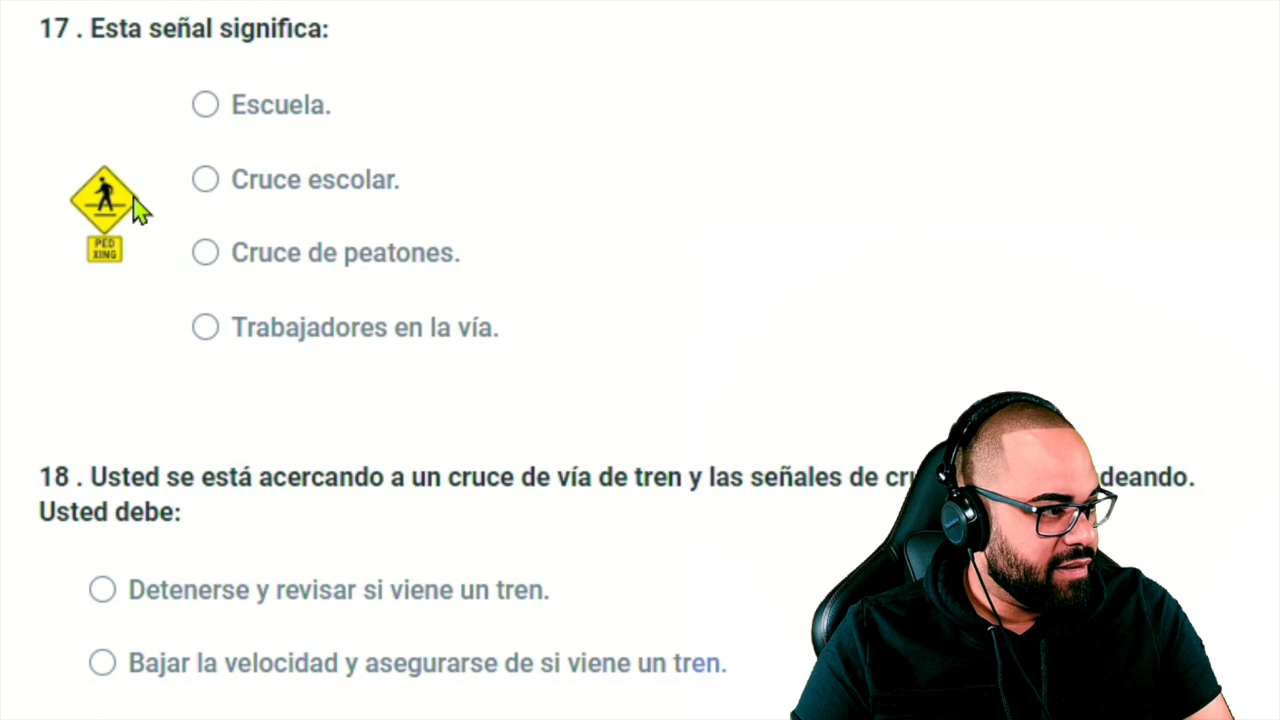 17 . Esta señal significa:
Escuela.
Cruce escolar.
PED
XING
Cruce de peatones.
Trabajadores en la vía.
18 . Usted se está acercando a un cruce de vía de tren y las señales de
Usted debe:
Detenerse y revisar si viene un tren.
Bajar la velocidad y asegurarse de si viene un tren.